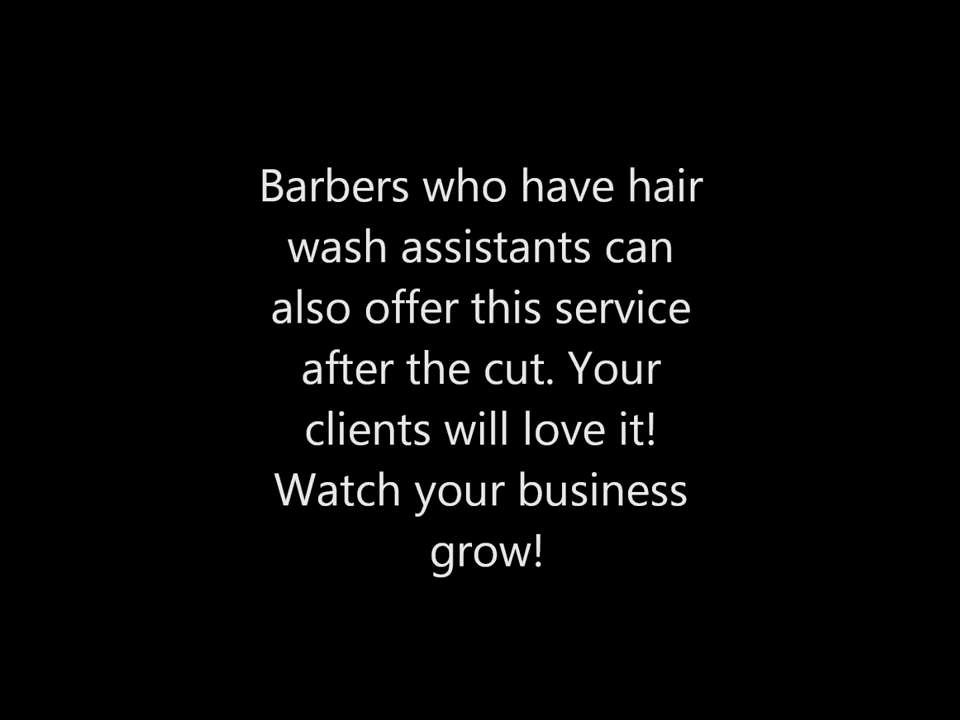 Barbers who have hair
wash assistants can
also offer this service
after the cut. Your
clients will love it!
Watch your business
grow!